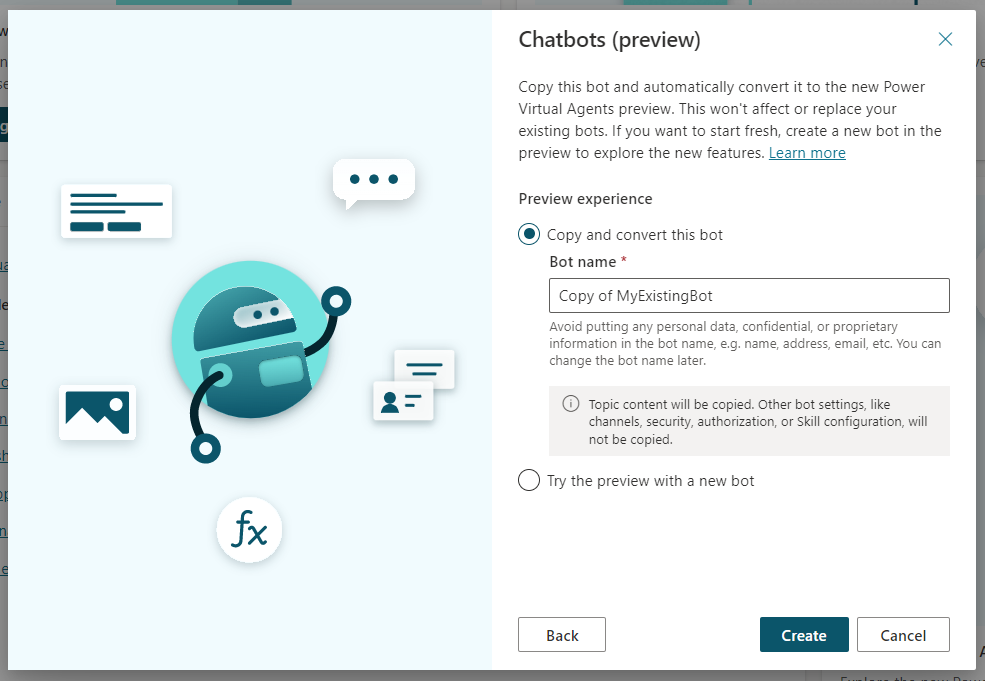 Chatbots (preview)
Copy this bot and automatically convert it to the new Power
Virtual Agents preview. This won't affect or replace your
existing bots. If you want to start fresh, create a new bot in the
preview to explore the new features. Learn more
Preview experience
Copy and convert this bot
Bot name *
Copy of MyExistingBot
Avoid putting any personal data, confidential, or proprietary
information in the bot name, e.g. name, address, email, etc. You can
change the bot name later.
Topic content will be copied. Other bot settings, like
channels, security, authorization, or Skill configuration, will
not be copied.
Try the preview with a new bot
fx
Back
Create
Cancel